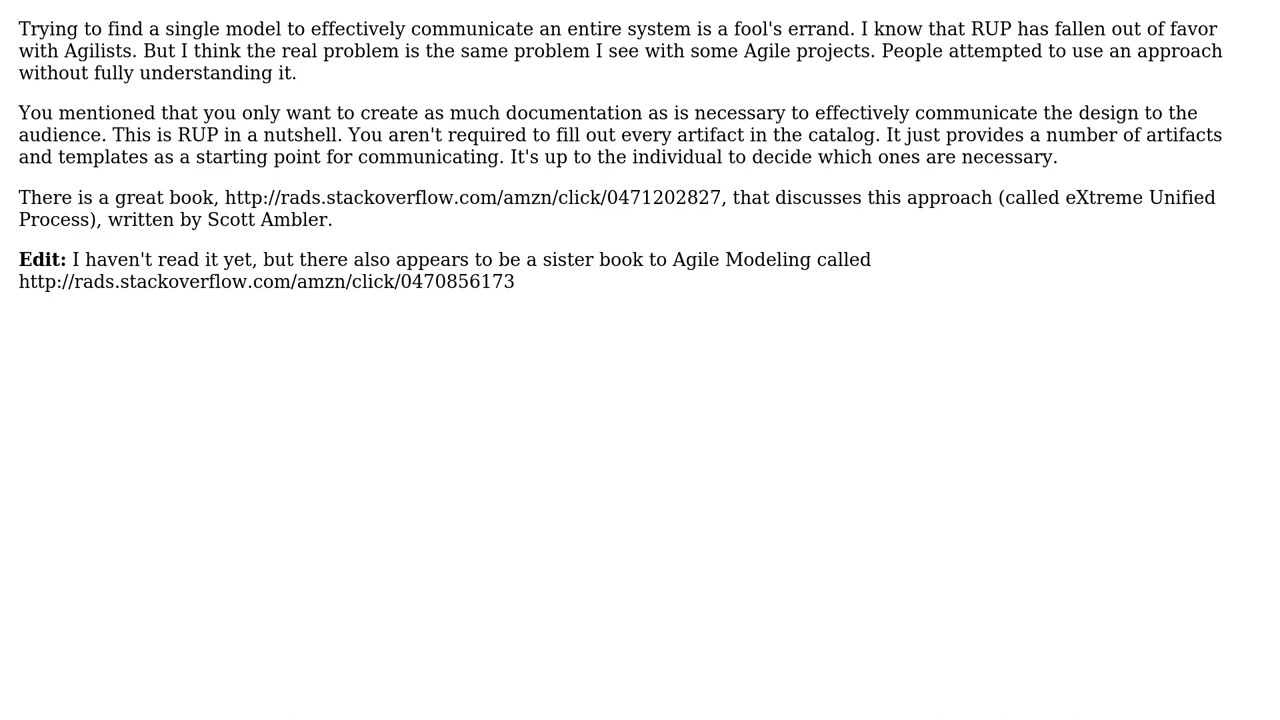 Trying to find a single model to effectively communicate an entire system is a fool's errand. I know that RUP has fallen out of favor
with Agilists. But I think the real problem is the same problem I see with some Agile projects. People attempted to use an approach
without fully understanding it.
You mentioned that you only want to create as much documentation as is necessary to effectively communicate the design to the
audience. This is RUP in a nutshell. You aren't required to fill out every artifact in the catalog. It just provides a number of artifacts
and templates as a starting point for communicating. It's up to the individual to decide which ones are necessary.
There is a great book, http://rads.stackoverflow.com/amzn/click/0471202827, that discusses this approach (called eXtreme Unified
Process), written by Scott Ambler.
Edit: I haven't read it yet, but there also appears to be a sister book to Agile Modeling called
http://rads.stackoverflow.com/amzn/click/0470856173